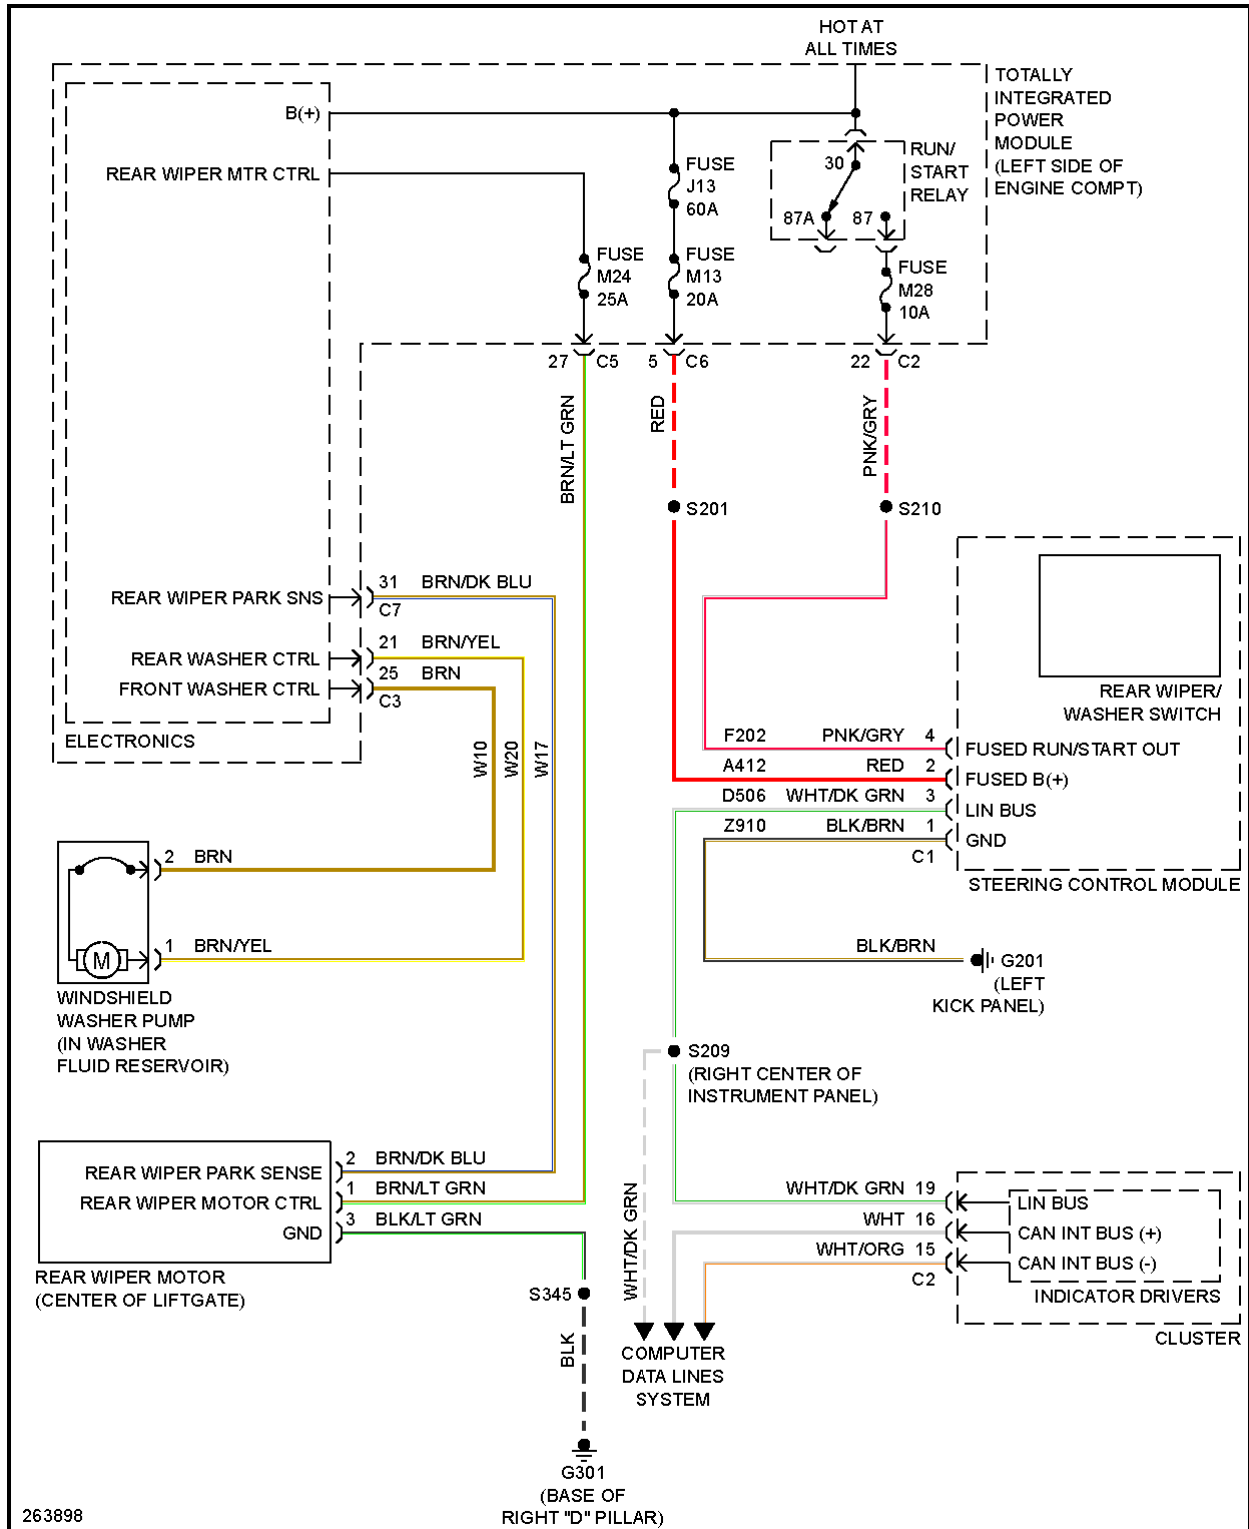 HOT AT
ALL TIMES
TOTALLY
INTEGRATED
POWER
MODULE
(LEFT SIDE OF
ENGINE COMPT)
B(+)
REAR WIPER MTR CTRL
FUSE
J13
60A
30
RUN/
START
RELAY
87A
87
FUSE
M24
25A
FUSE
M13
20A
FUSE
M28
10A
27
C5
5
C6
22
C2
BRN/LT GRN
RED
PNK/GRY
S201
S210
REAR WIPER PARK SNS
31
BRN/DK BLU
C7
REAR WASHER CTRL
21
BRN/YEL
FRONT WASHER CTRL
25
BRN
C3
ELECTRONICS
W10
W20
W17
REAR WIPER/
WASHER SWITCH
F202
PNK/GRY
4
FUSED RUN/START OUT
A412
RED
2
FUSED B(+)
D506
WHT/DK GRN
3
LIN BUS
Z910
BLK/BRN
1
GND
C1
STEERING CONTROL MODULE
2
BRN
M
1
BRN/YEL
WINDSHIELD
WASHER PUMP
(IN WASHER
FLUID RESERVOIR)
BLK/BRN
G201
(LEFT
KICK PANEL)
S209
(RIGHT CENTER OF
INSTRUMENT PANEL)
REAR WIPER PARK SENSE
2
BRN/DK BLU
REAR WIPER MOTOR CTRL
1
BRN/LT GRN
GND
3
BLK/LT GRN
REAR WIPER MOTOR
(CENTER OF LIFTGATE)
S345
BLK
WHT/DK GRN
WHT/DK GRN
19
LIN BUS
WHT
16
CAN INT BUS (+)
WHT/ORG
15
CAN INT BUS (-)
C2
INDICATOR DRIVERS
CLUSTER
COMPUTER
DATA LINES
SYSTEM
G301
(BASE OF
RIGHT "D" PILLAR)
263898